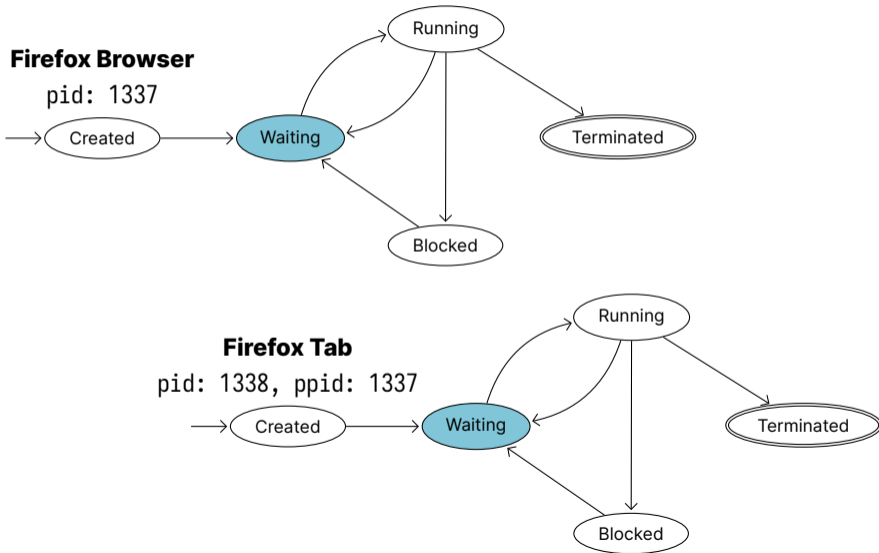 Running
Firefox Browser
pid: 1337
Created
Waiting
Terminated
Blocked
Running
Firefox Tab
pid: 1338, ppid: 1337
Created
Waiting
Terminated
Blocked